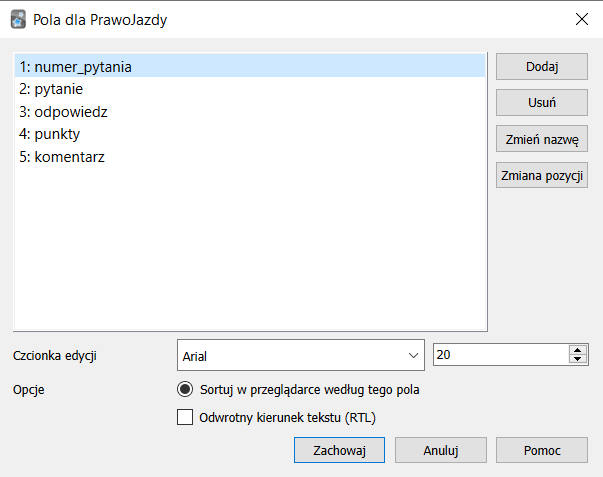 Pola dla PrawoJazdy
1: numer_pytania
2: pytanie
3: odpowiedz
4: punkty
5: komentarz
Dodaj
Usuń
Zmień nazwę
Zmiana pozycji
Czcionka edycji
Arial
20
Opcje
Sortuj w przeglądarce według tego pola
Odwrotny kierunek tekstu (RTL)
Zachowaj
Anuluj
Pomoc